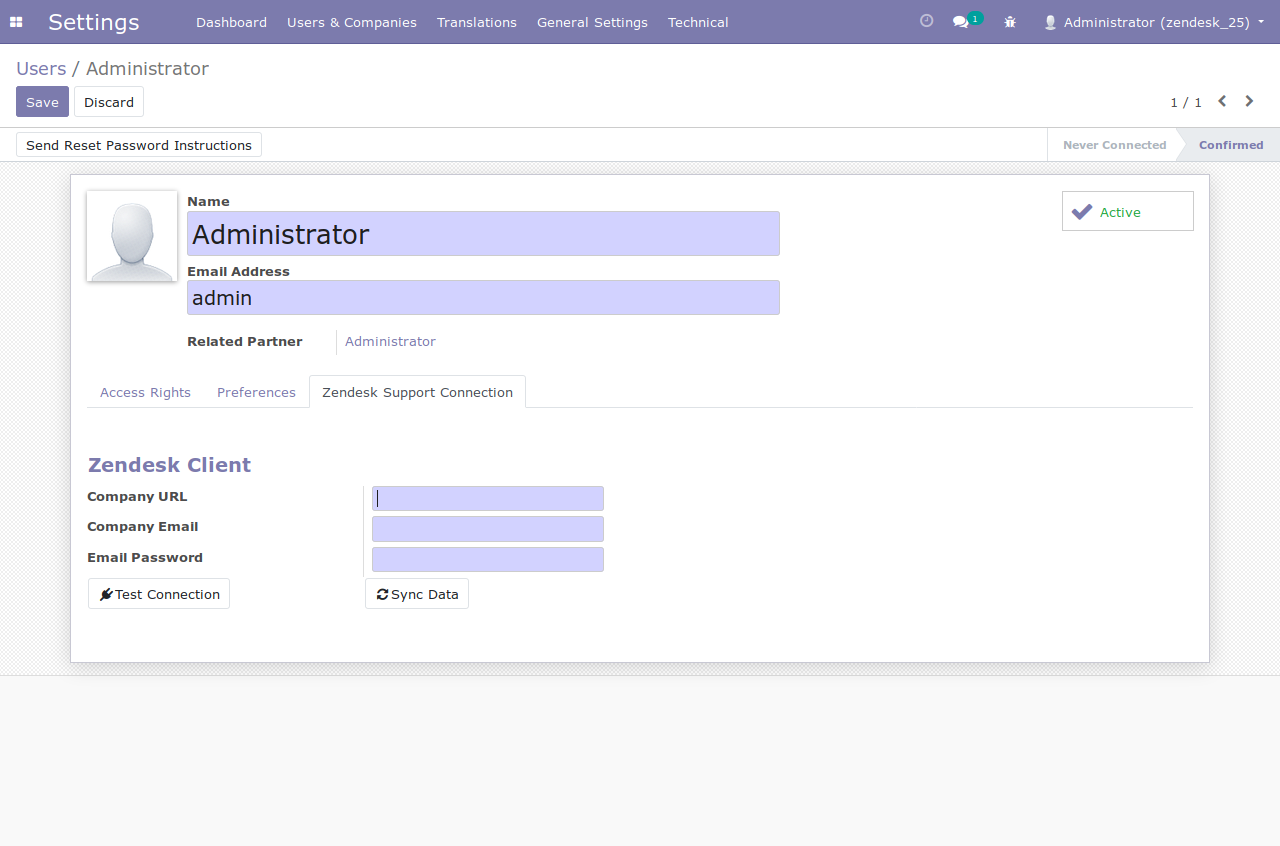 Settings Dashboard Users & Companies Translations General Settings Technical 1 Administrator (zendesk_25)
Users / Administrator
Save Discard 1 / 1
Send Reset Password Instructions Never Connected Confirmed
Name
Active
Administrator
Email Address
admin
Related Partner Administrator
Access Rights Preferences Zendesk Support Connection
Zendesk Client
Company URL
Company Email
Email Password
Test Connection Sync Data